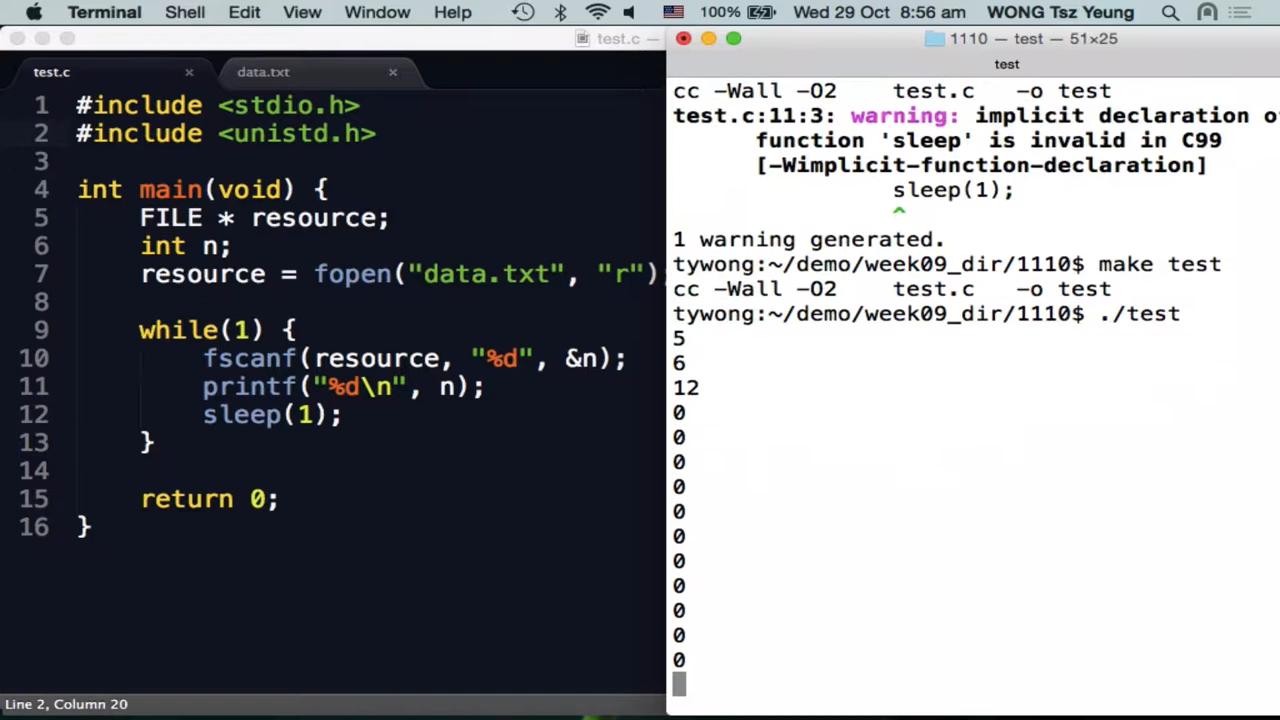 Terminal Shell Edit View Window Help 100% Wed 29 Oct 8:56 am WONG Tsz Yeung
test.c —
test.c × data.txt ×
1 #include <stdio.h>
2 #include <unistd.h>
3
4 int main(void) {
5 FILE * resource;
6 int n;
7 resource = fopen("data.txt", "r");
8
9 while(1) {
10 fscanf(resource, "%d", &n);
11 printf("%d\n", n);
12 sleep(1);
13 }
14
15 return 0;
16 }
Line 2, Column 20
1110 — test — 51×25
test
cc -Wall -O2 test.c -o test
test.c:11:3: warning: implicit declaration of
function 'sleep' is invalid in C99
[-Wimplicit-function-declaration]
sleep(1);
^
1 warning generated.
tywong:~/demo/week09_dir/1110$ make test
cc -Wall -O2 test.c -o test
tywong:~/demo/week09_dir/1110$ ./test
5
6
12
0
0
0
0
0
0
0
0
0
0
0